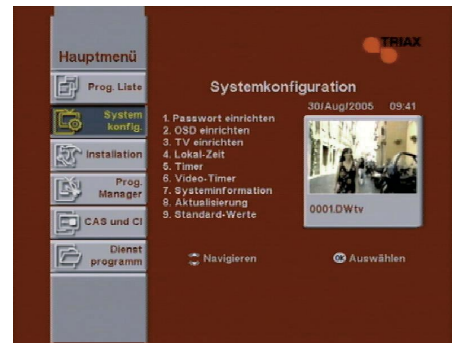 Hauptmenü
Prog. Liste
System
konfig.
Installation
Prog.
Manager
CAS und CI
Dienst
programm
TRIAX
Systemkonfiguration
30/Aug/2005 09:41
1. Passwort einrichten
2. OSD einrichten
3. TV einrichten
4. Lokal-Zeit
5. Timer
6. Video-Timer
7. Systeminformation
8. Aktualisierung
9. Standard-Werte
0001.DWtv
Navigieren
OK Auswählen